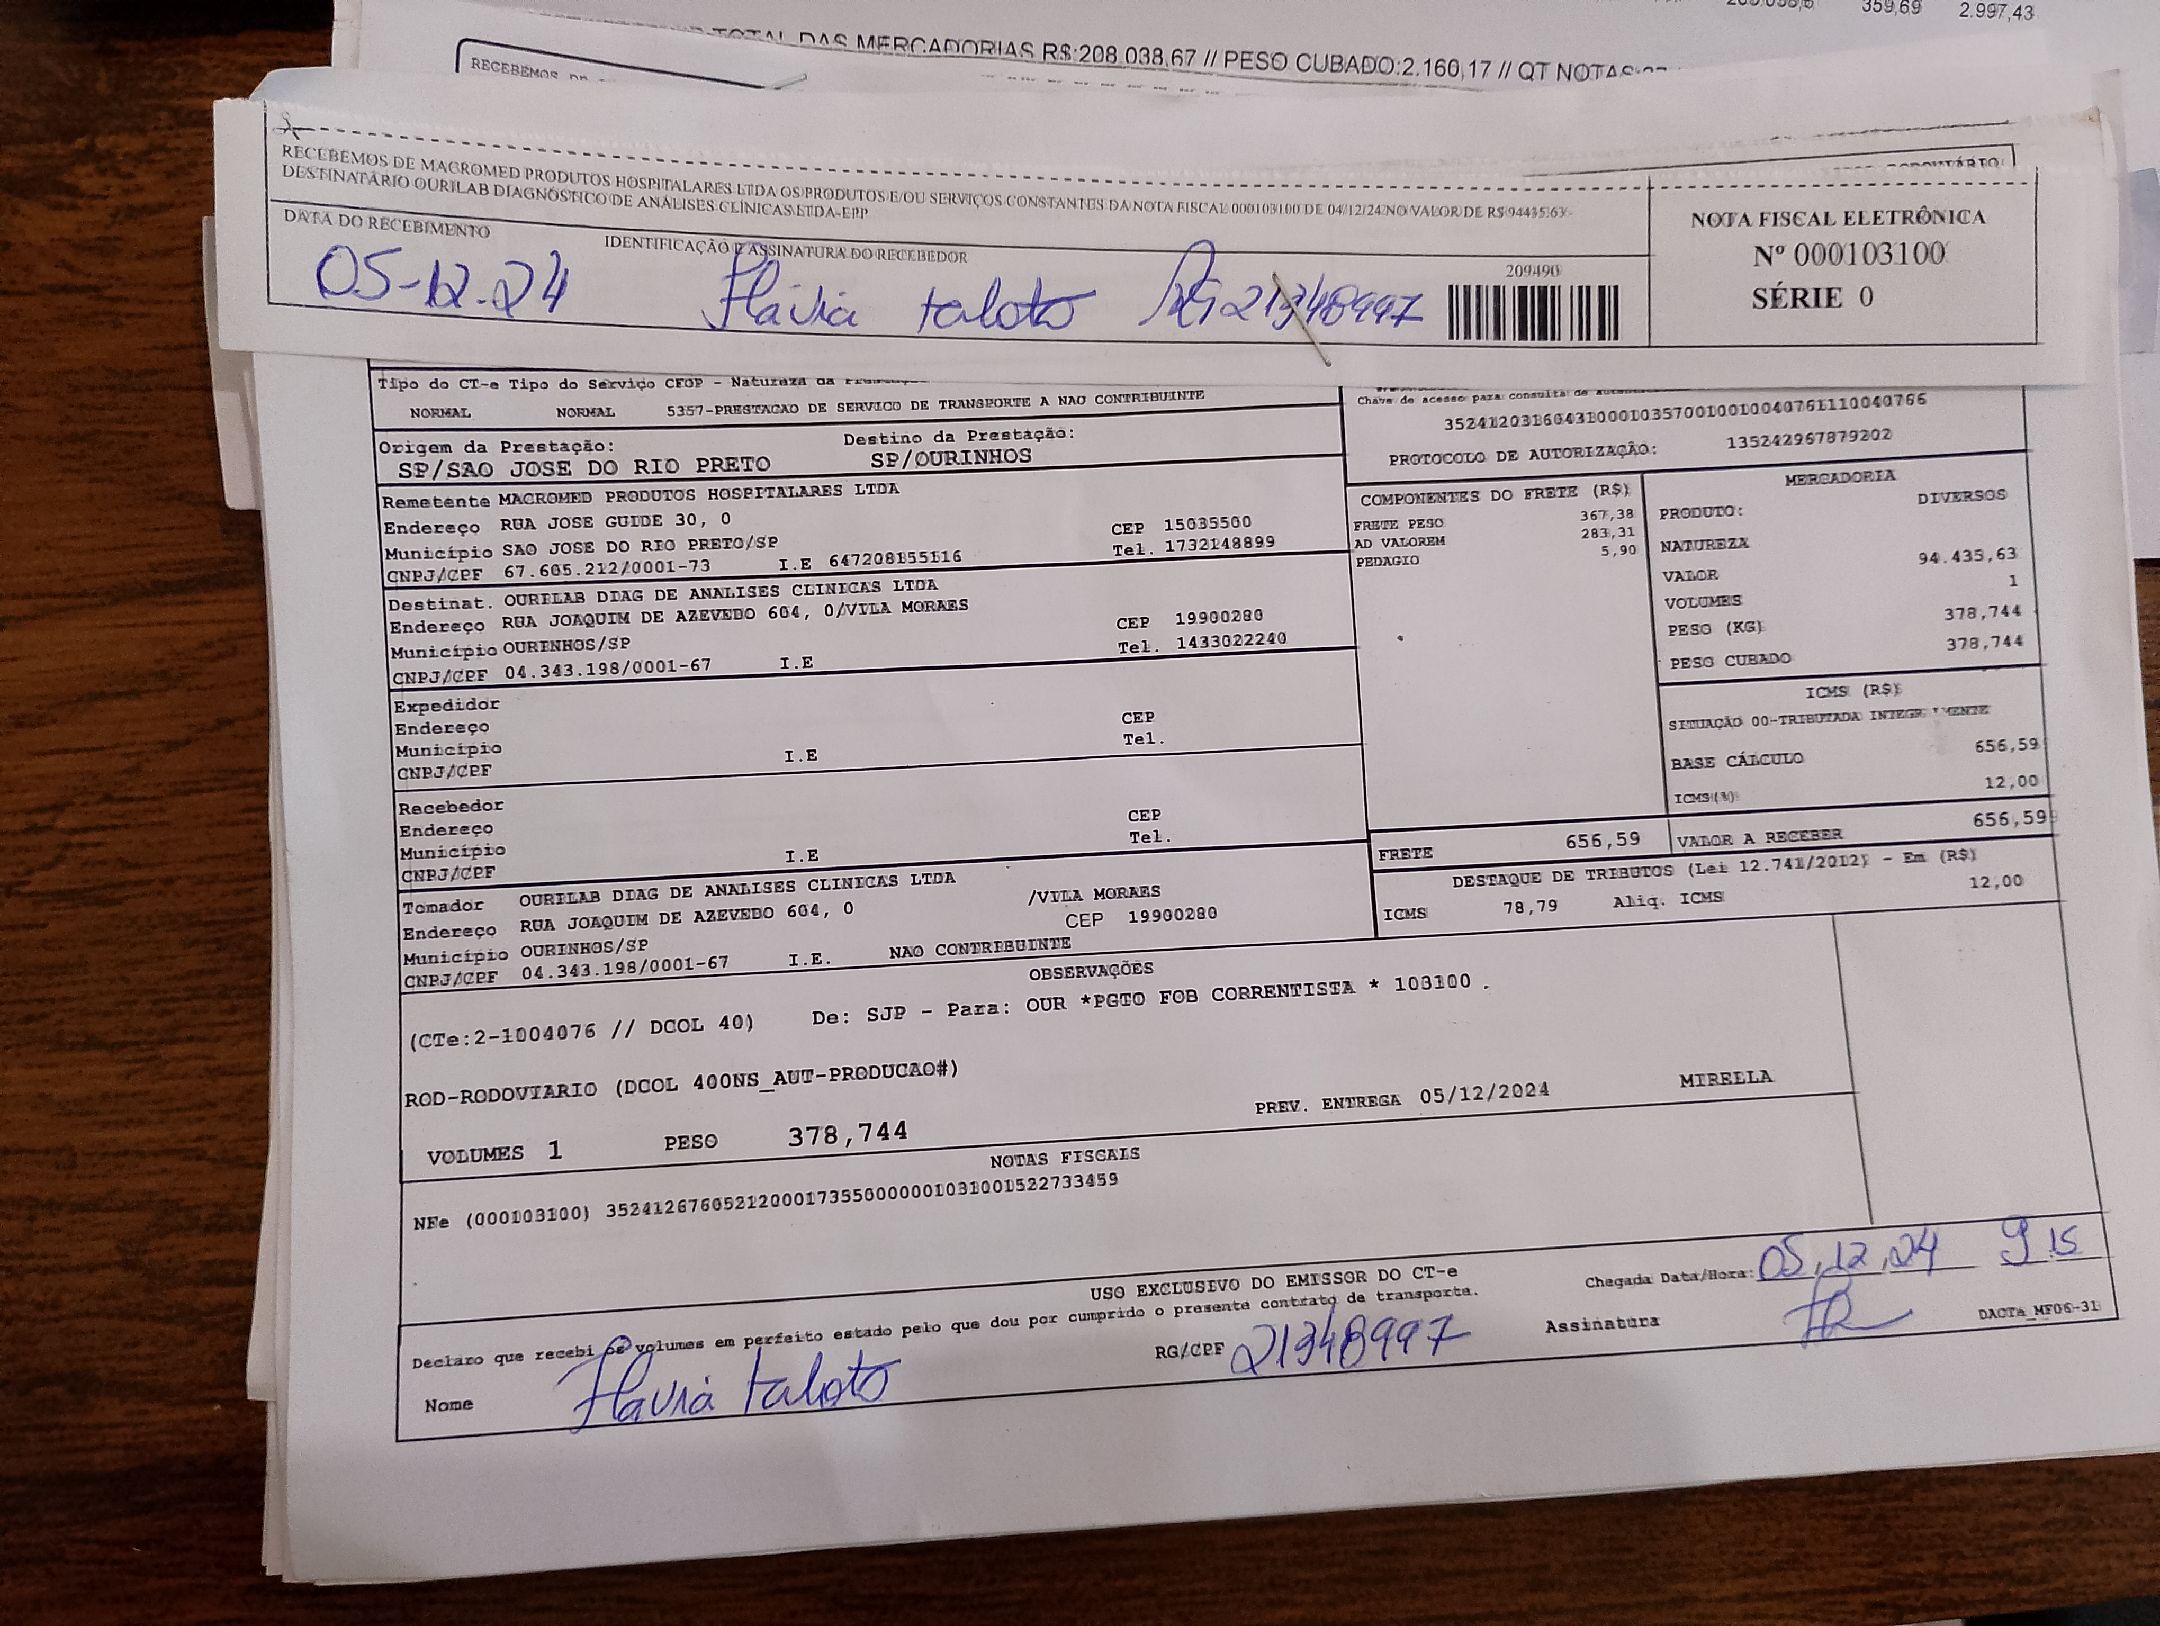 359,69 2.997,43
TOTAL DAS MERCADORIAS R$:208.038,67 // PESO CUBADO:2.160,17 // QT NOTAS
RECEBEMOS DE
RECEBEMOS DE MACROMED PRODUTOS HOSPITALARES LTDA OS PRODUTOS E/OU SERVIÇOS CONSTANTES DA NOTA FISCAL 000103100 DE 04/12/24 NO VALOR DE R$ 94435,63
DESTINATÁRIO OURILAB DIAGNÓSTICO DE ANÁLISES CLÍNICAS LTDA-EPP
DATA DO RECEBIMENTO IDENTIFICAÇÃO E ASSINATURA DO RECEBEDOR
05-12.24 Flávia taloto RG 21348997
209490
NOTA FISCAL ELETRÔNICA
Nº 000103100
SÉRIE 0
Tipo do CT-e Tipo do Serviço CFOP - Natureza da
NORMAL NORMAL 5357-PRESTACAO DE SERVICO DE TRANSPORTE A NAO CONTRIBUINTE
Chave de acesso para consulta de
35241203160431000103570010010040761110040766
PROTOCOLO DE AUTORIZAÇÃO: 135242967879202
Origem da Prestação: Destino da Prestação:
SP/SAO JOSE DO RIO PRETO SP/OURINHOS
Remetente MACROMED PRODUTOS HOSPITALARES LTDA
Endereço RUA JOSE GUIDE 30, 0 CEP 15035500
Município SAO JOSE DO RIO PRETO/SP Tel. 1732148899
CNPJ/CPF 67.605.212/0001-73 I.E 647208155116
Destinat. OURILAB DIAG DE ANALISES CLINICAS LTDA
Endereço RUA JOAQUIM DE AZEVEDO 604, 0/VILA MORAES CEP 19900280
Município OURINHOS/SP Tel. 1433022240
CNPJ/CPF 04.343.198/0001-67 I.E
Expedidor
Endereço CEP
Município Tel.
CNPJ/CPF I.E
Recebedor
Endereço CEP
Município Tel.
CNPJ/CPF I.E
Tomador OURILAB DIAG DE ANALISES CLINICAS LTDA /VILA MORAES
Endereço RUA JOAQUIM DE AZEVEDO 604, 0 CEP 19900280
Município OURINHOS/SP
CNPJ/CPF 04.343.198/0001-67 I.E. NAO CONTRIBUINTE
COMPONENTES DO FRETE (R$)
FRETE PESO 367,38
AD VALOREM 283,31
PEDAGIO 5,90
MERCADORIA
PRODUTO: DIVERSOS
NATUREZA
VALOR 94.435,63
VOLUMES 1
PESO (KG) 378,744
PESO CUBADO 378,744
ICMS (R$)
SITUAÇÃO 00-TRIBUTADA INTEGRALMENTE
BASE CÁLCULO 656,59
ICMS(%) 12,00
FRETE 656,59 VALOR A RECEBER 656,59
DESTAQUE DE TRIBUTOS (Lei 12.741/2012) - Em (R$)
ICMS 78,79 Aliq. ICMS 12,00
OBSERVAÇÕES
(CTe:2-1004076 // DCOL 40) De: SJP - Para: OUR *PGTO FOB CORRENTISTA * 103100 .
ROD-RODOVIARIO (DCOL 400NS_AUT-PRODUCAO#)
PREV. ENTREGA 05/12/2024 MIRELLA
VOLUMES 1 PESO 378,744
NOTAS FISCAIS
NFe (000103100) 35241267605212000173550000001031001522733459
USO EXCLUSIVO DO EMISSOR DO CT-e
Declaro que recebi os volumes em perfeito estado pelo que dou por cumprido o presente contrato de transporte.
Chegada Data/Hora: 05,12,24 9 15
Nome Flavia taloto RG/CPF 21348997 Assinatura
DACTA_MF06-31